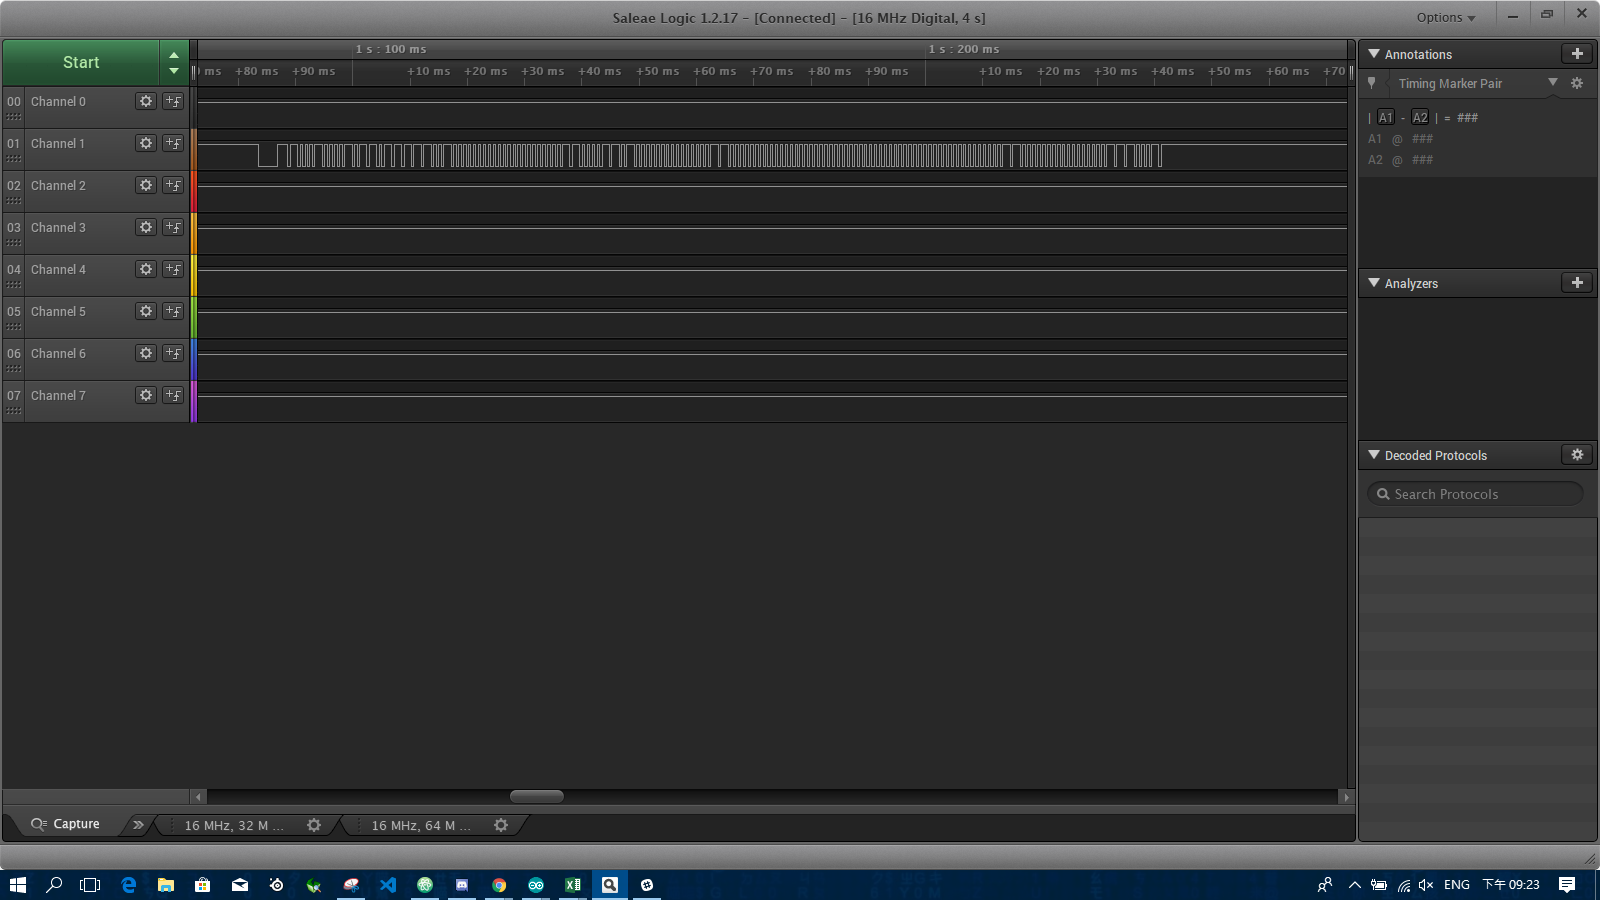 Saleae Logic 1.2.17 - [Connected] - [16 MHz Digital, 4 s]
Options
Start
1 s : 100 ms
1 s : 200 ms
ms +80 ms +90 ms +10 ms +20 ms +30 ms +40 ms +50 ms +60 ms +70 ms +80 ms +90 ms +10 ms +20 ms +30 ms +40 ms +50 ms +60 ms +70
00 Channel 0
01 Channel 1
02 Channel 2
03 Channel 3
04 Channel 4
05 Channel 5
06 Channel 6
07 Channel 7
Annotations
Timing Marker Pair
| A1 - A2 | = ###
A1 @ ###
A2 @ ###
Analyzers
Decoded Protocols
Search Protocols
Capture
16 MHz, 32 M ...
16 MHz, 64 M ...
ENG
下午 09:23